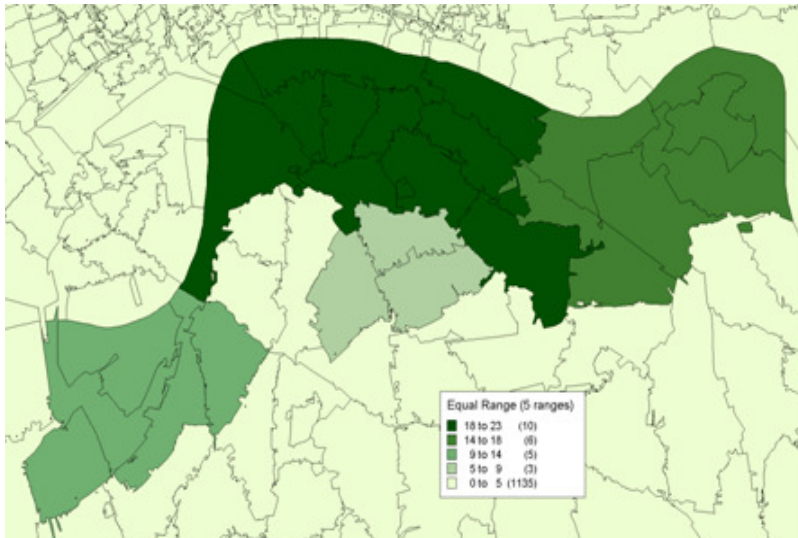 Equal Range (5 ranges)
18 to 23 (10)
14 to 18 (6)
9 to 14 (5)
5 to 9 (3)
0 to 5 (1135)